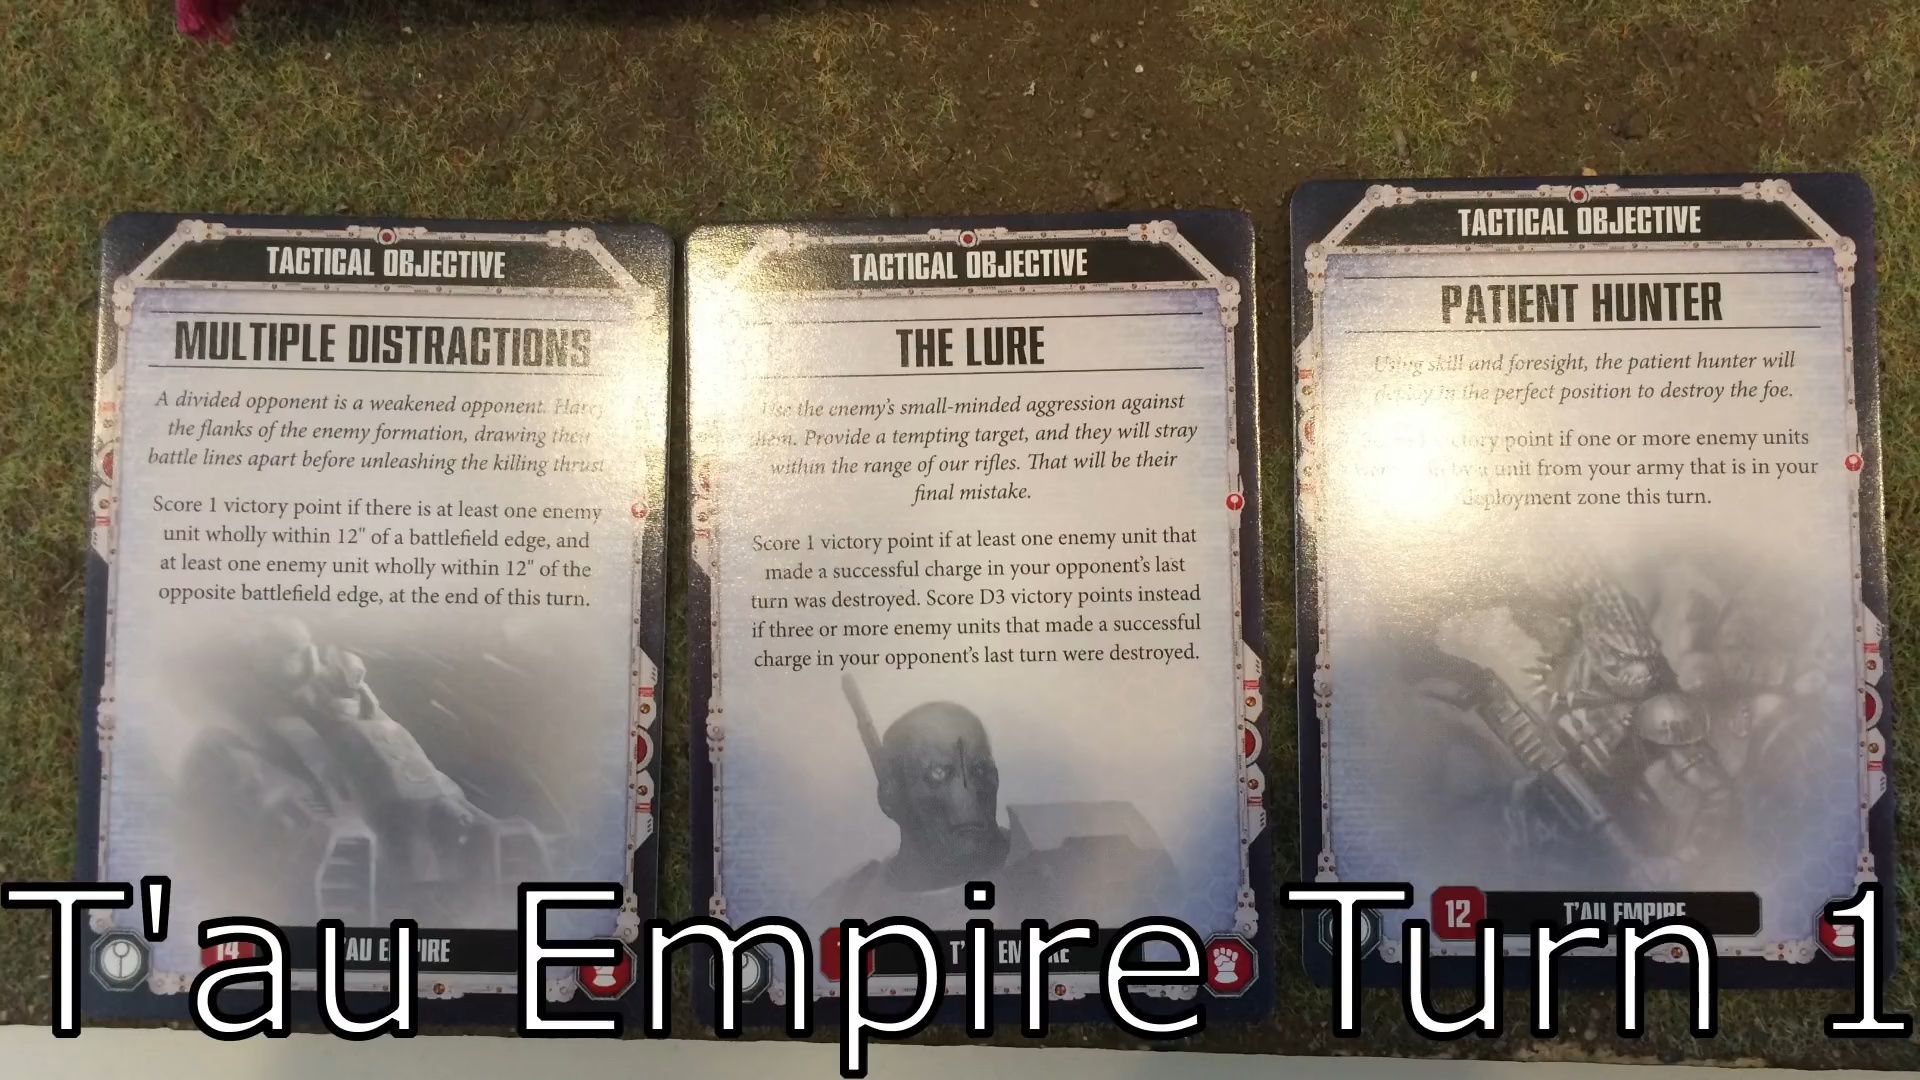 TACTICAL OBJECTIVE
MULTIPLE DISTRACTIONS
A divided opponent is a weakened opponent. Harry
the flanks of the enemy formation, drawing their
battle lines apart before unleashing the killing thrust
Score 1 victory point if there is at least one enemy
unit wholly within 12" of a battlefield edge, and
at least one enemy unit wholly within 12" of the
opposite battlefield edge, at the end of this turn.
14
EMPIRE
TACTICAL OBJECTIVE
THE LURE
Use the enemy's small-minded aggression against
them. Provide a tempting target, and they will stray
within the range of our rifles. That will be their
final mistake.
Score 1 victory point if at least one enemy unit that
made a successful charge in your opponent's last
turn was destroyed. Score D3 victory points instead
if three or more enemy units that made a successful
charge in your opponent's last turn were destroyed.
TACTICAL OBJECTIVE
PATIENT HUNTER
Using skill and foresight, the patient hunter will
deploy in the perfect position to destroy the foe.
victory point if one or more enemy units
unit from your army that is in your
deployment zone this turn.
12
T'AU EMPIRE
T'au Empire Turn 1